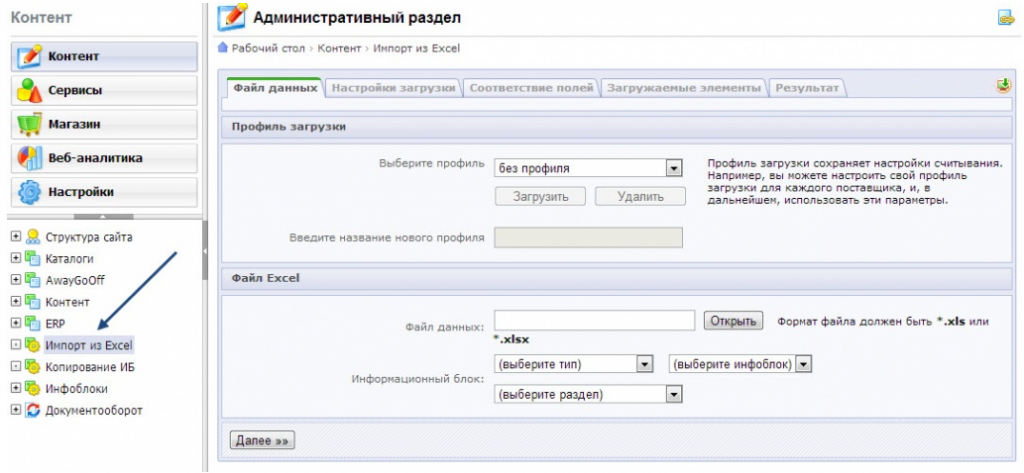 Контент
Контент
Сервисы
Магазин
Веб-аналитика
Настройки
Структура сайта
Каталоги
AwayGoOff
Контент
ERP
Импорт из Excel
Копирование ИБ
Инфоблоки
Документооборот
Административный раздел
Рабочий стол › Контент › Импорт из Excel
Файл данных Настройки загрузки Соответствие полей Загружаемые элементы Результат
Профиль загрузки
Выберите профиль без профиля
Загрузить Удалить
Профиль загрузки сохраняет настройки считывания.
Например, вы можете настроить свой профиль
загрузки для каждого поставщика, и, в
дальнейшем, использовать эти параметры.
Введите название нового профиля
Файл Excel
Файл данных: Открыть Формат файла должен быть *.xls или
*.xlsx
(выберите тип) (выберите инфоблок)
Информационный блок:
(выберите раздел)
Далее »»